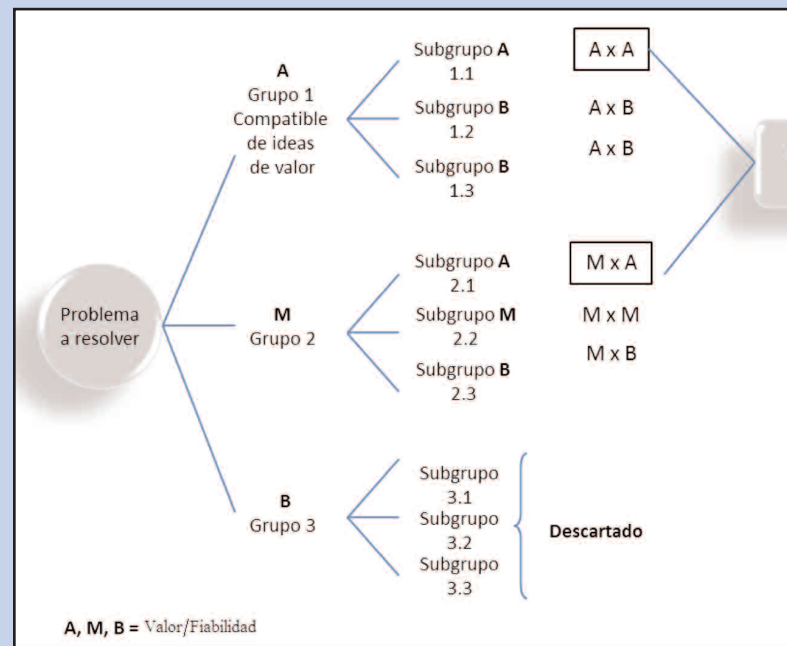 Problema
a resolver
A
Grupo 1
Compatible
de ideas
de valor
Subgrupo A
1.1
Subgrupo B
1.2
Subgrupo B
1.3
A x A
A x B
A x B
M
Grupo 2
Subgrupo A
2.1
Subgrupo M
2.2
Subgrupo B
2.3
M x A
M x M
M x B
B
Grupo 3
Subgrupo
3.1
Subgrupo
3.2
Subgrupo
3.3
Descartado
A, M, B = Valor/Fiabilidad